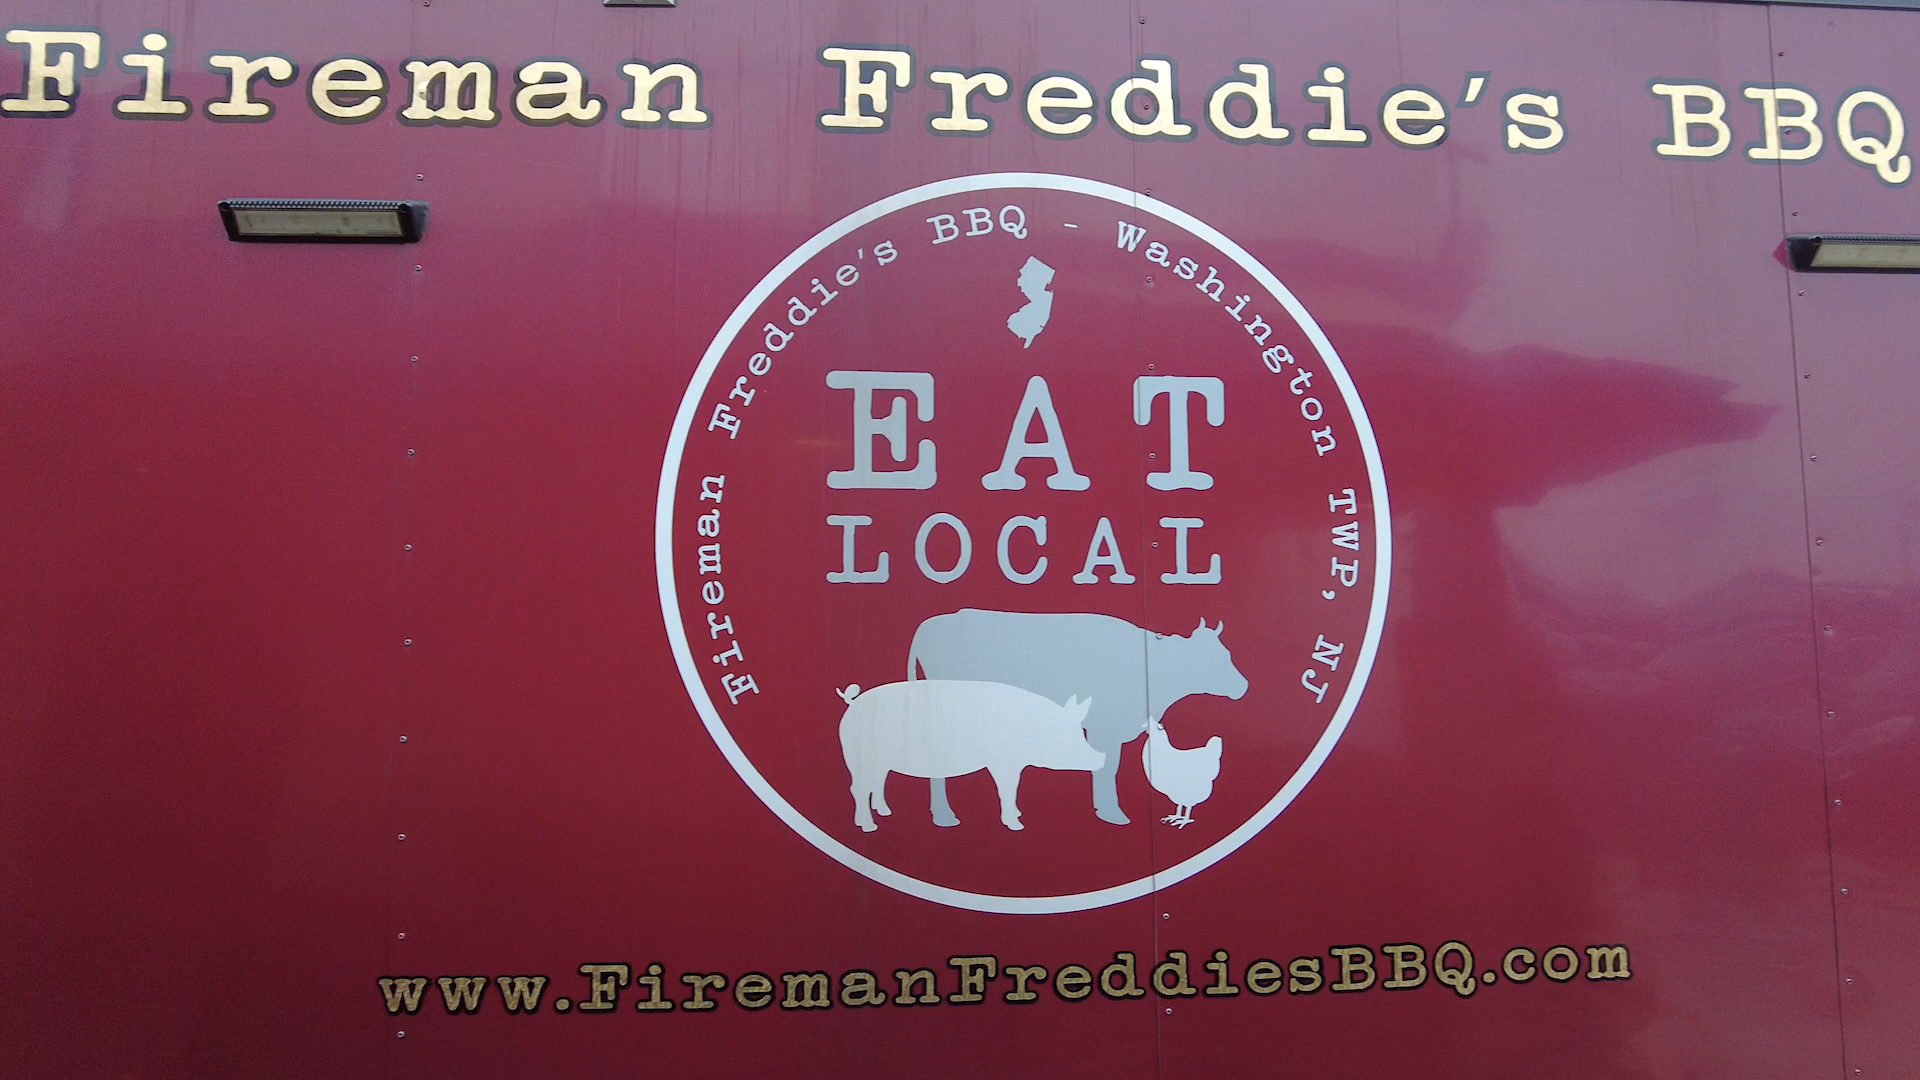 Fireman Freddie's BBQ
Fireman Freddie's BBQ - Washington TWP, NJ
EAT
LOCAL
www.FiremanFreddiesBBQ.com